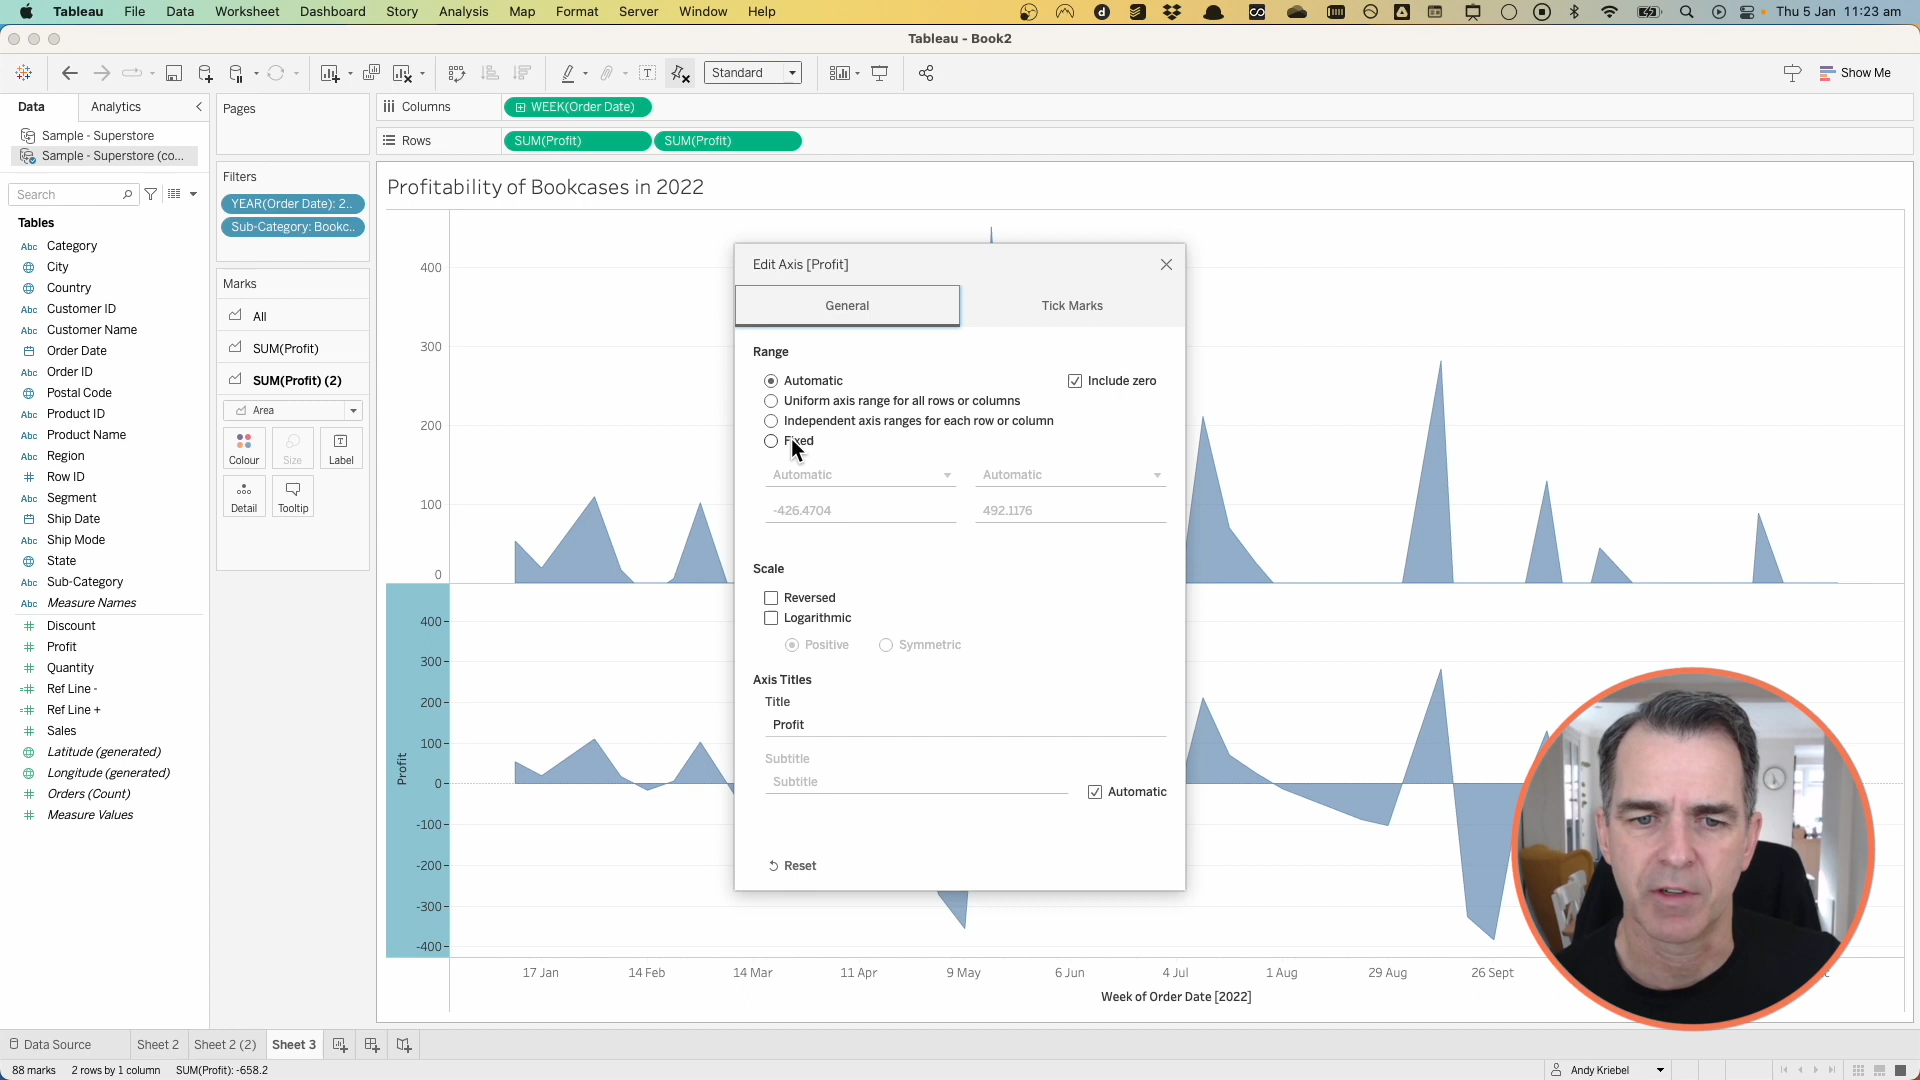 Tableau File Data Worksheet Dashboard Story Analysis Map Format Server Window Help
Thu 5 Jan 11:23 am
Tableau - Book2
Standard
Show Me
Data Analytics
Sample - Superstore
Sample - Superstore (co...
Search
Tables
Abc Category
City
Country
Abc Customer ID
Abc Customer Name
Order Date
Abc Order ID
Postal Code
Abc Product ID
Abc Product Name
Abc Region
Row ID
Abc Segment
Ship Date
Abc Ship Mode
State
Abc Sub-Category
Abc Measure Names
Discount
Profit
Quantity
Ref Line -
Ref Line +
Sales
Latitude (generated)
Longitude (generated)
Orders (Count)
Measure Values
Pages
Filters
YEAR(Order Date): 2..
Sub-Category: Bookc..
Marks
All
SUM(Profit)
SUM(Profit) (2)
Area
Colour Size Label
Detail Tooltip
Columns WEEK(Order Date)
Rows SUM(Profit) SUM(Profit)
Profitability of Bookcases in 2022
400
300
200
100
0
400
300
200
100
0
-100
-200
-300
-400
Profit
17 Jan 14 Feb 14 Mar 11 Apr 9 May 6 Jun 4 Jul 1 Aug 29 Aug 26 Sept
Week of Order Date [2022]
Edit Axis [Profit]
General Tick Marks
Range
Automatic Include zero
Uniform axis range for all rows or columns
Independent axis ranges for each row or column
Fixed
Automatic Automatic
-426.4704 492.1176
Scale
Reversed
Logarithmic
Positive Symmetric
Axis Titles
Title
Profit
Subtitle
Subtitle
Automatic
Reset
Data Source Sheet 2 Sheet 2 (2) Sheet 3
88 marks 2 rows by 1 column SUM(Profit): -658.2
Andy Kriebel